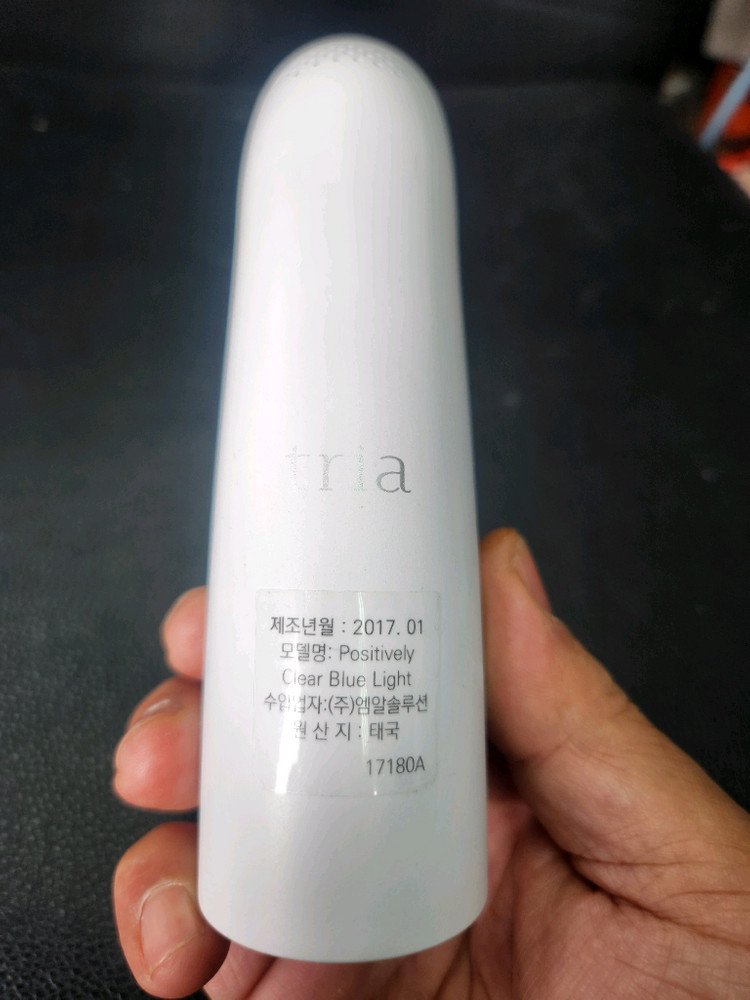 tria
제조년월 : 2017. 01
모델명: Positively
Clear Blue Light
수입업자:(주)엠알솔루션
원 산 지 : 태국
17180A